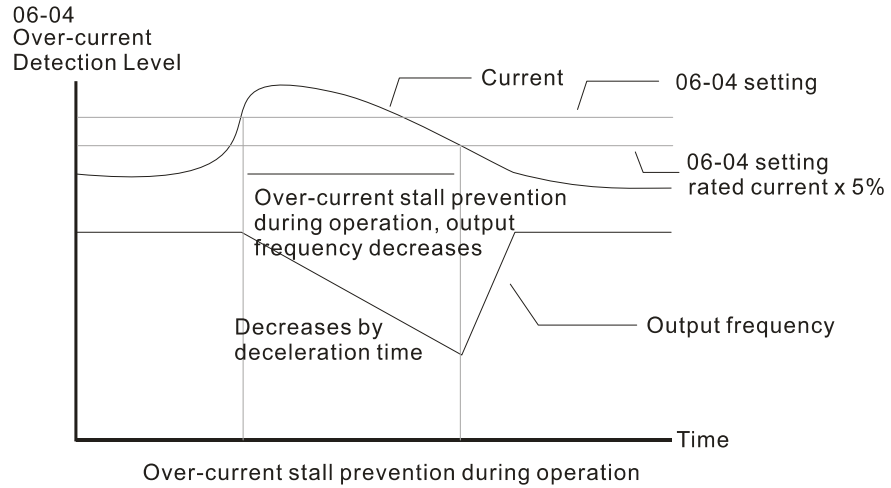 06-04
Over-current
Detection Level
Current
06-04 setting
06-04 setting
rated current x 5%
Over-current stall prevention
during operation, output
frequency decreases
Decreases by
deceleration time
Output frequency
Time
Over-current stall prevention during operation